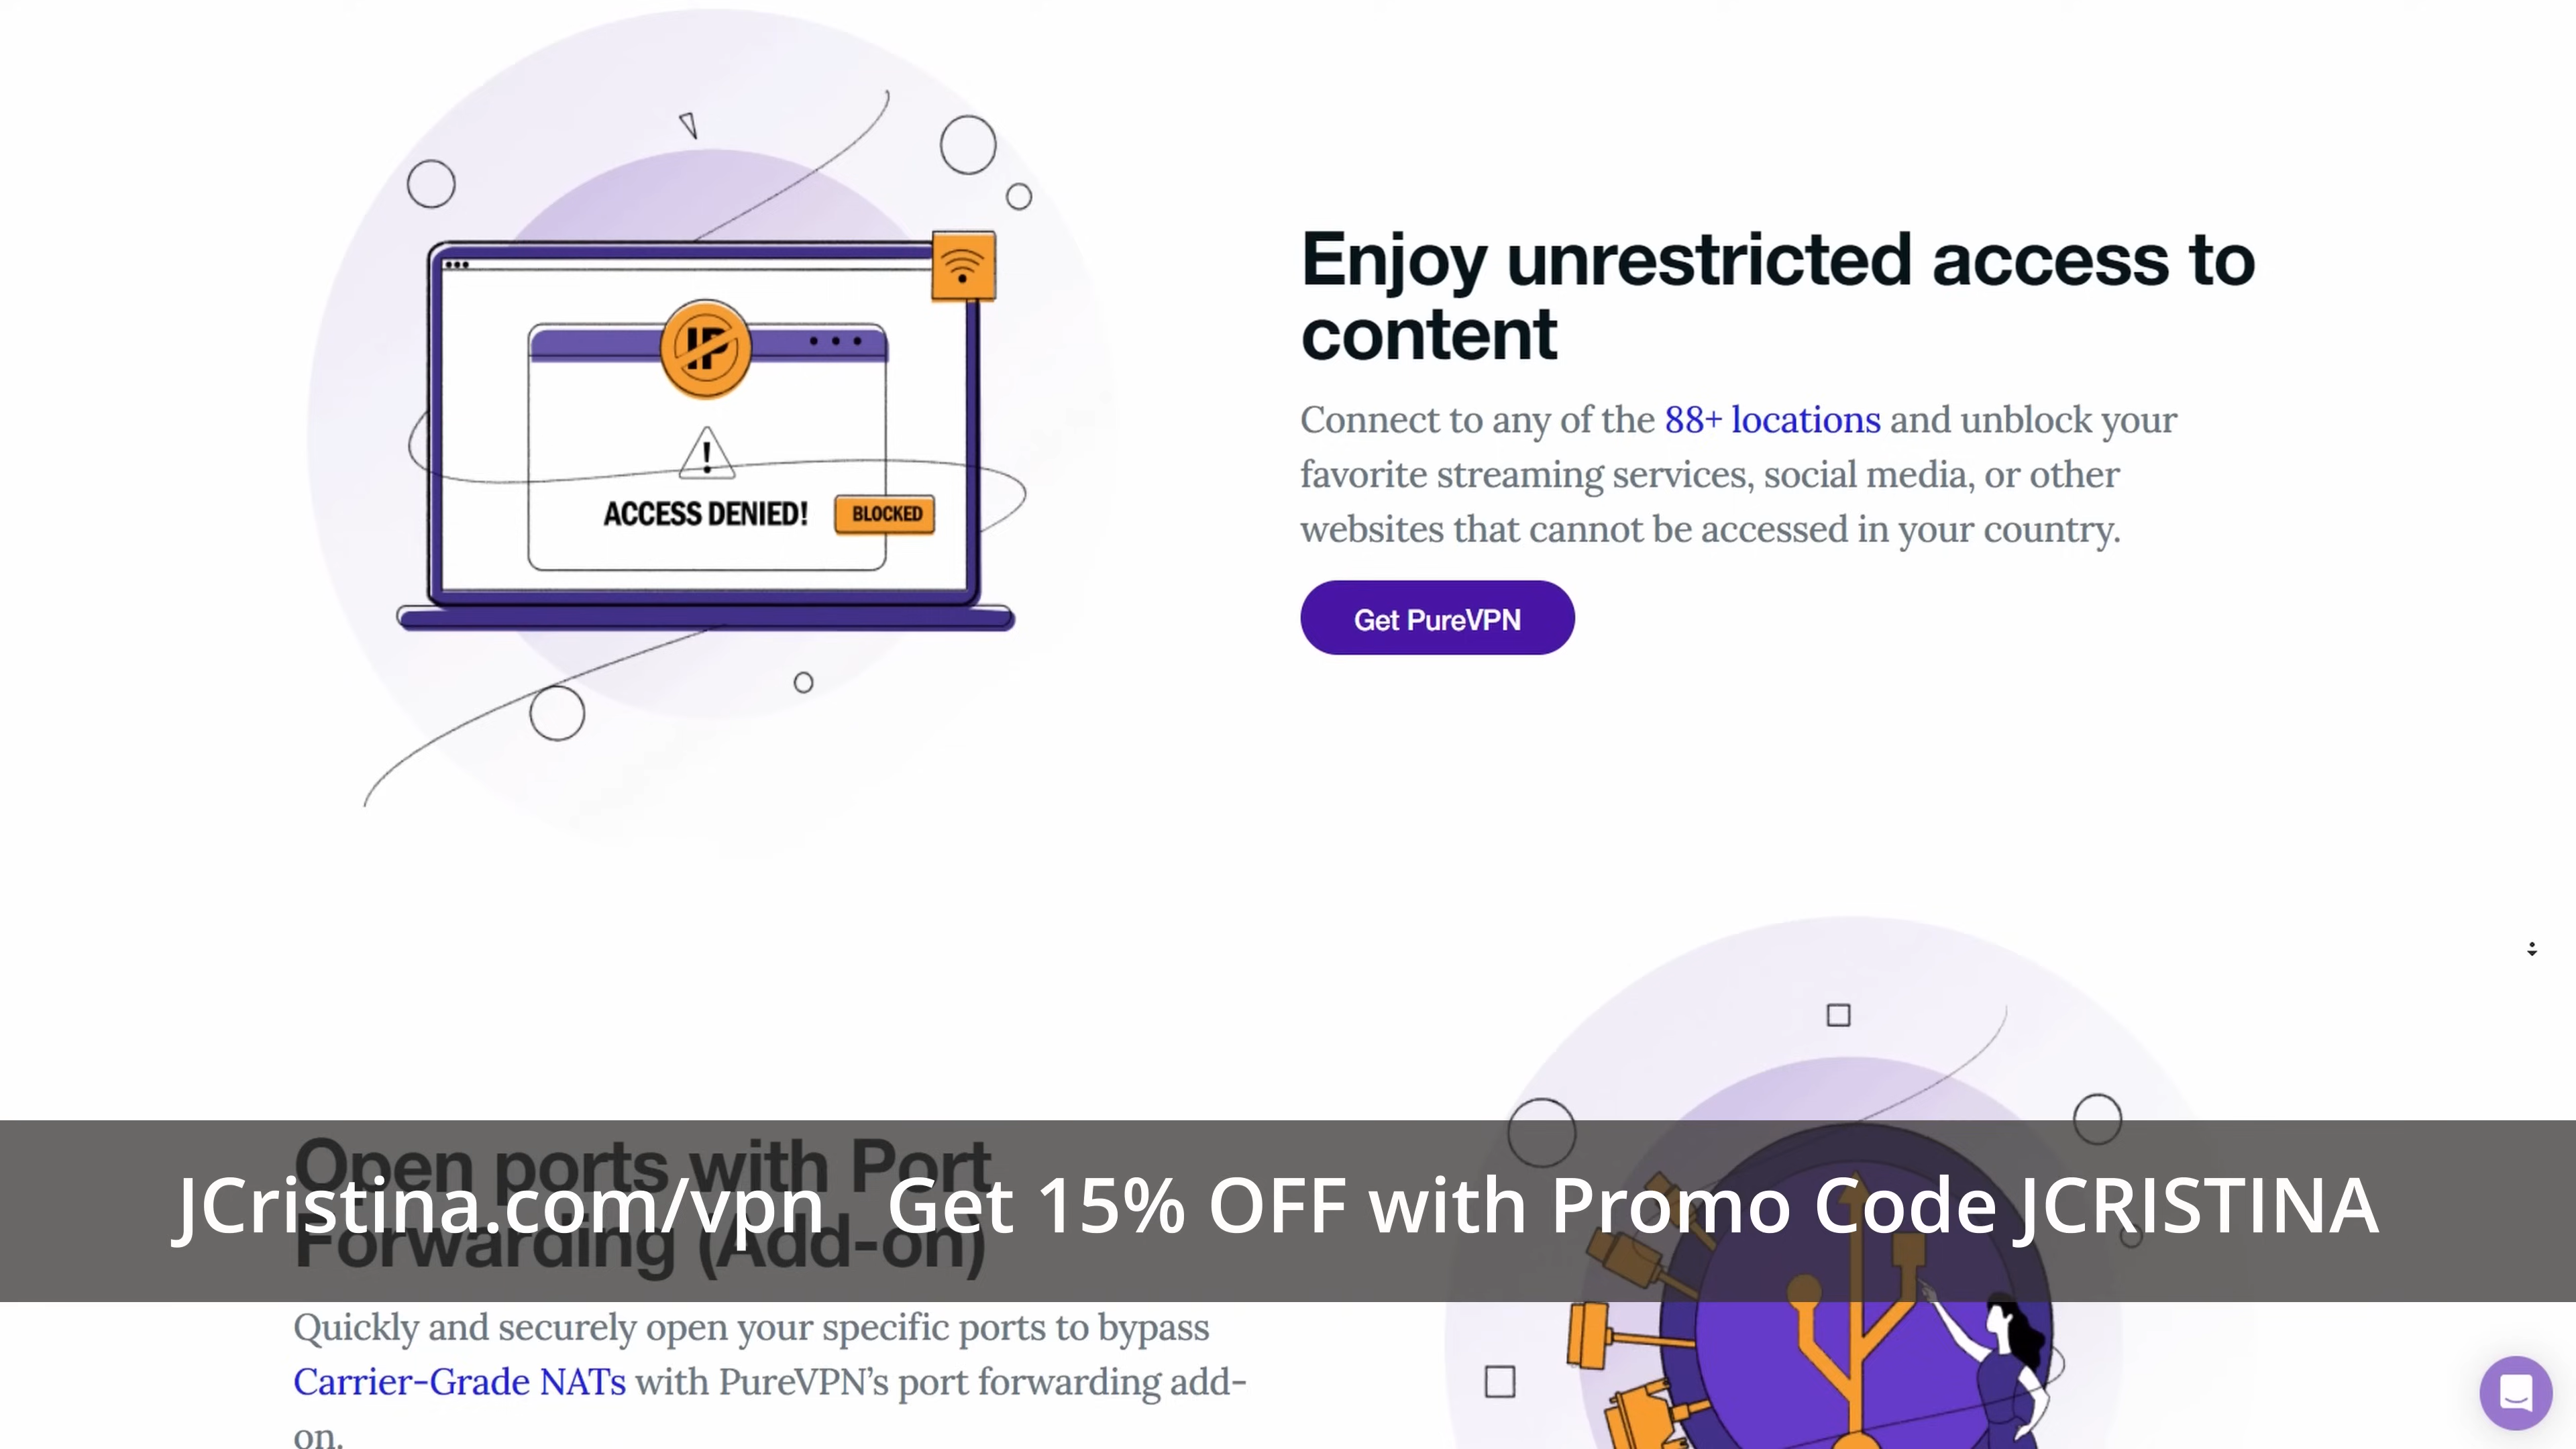 IP
ACCESS DENIED!
BLOCKED
Enjoy unrestricted access to
content
Connect to any of the 88+ locations and unblock your
favorite streaming services, social media, or other
websites that cannot be accessed in your country.
Get PureVPN
Open ports with Port
Forwarding (Add-on)
JCristina.com/vpn Get 15% OFF with Promo Code JCRISTINA
Quickly and securely open your specific ports to bypass
Carrier-Grade NATs with PureVPN’s port forwarding add-
on.